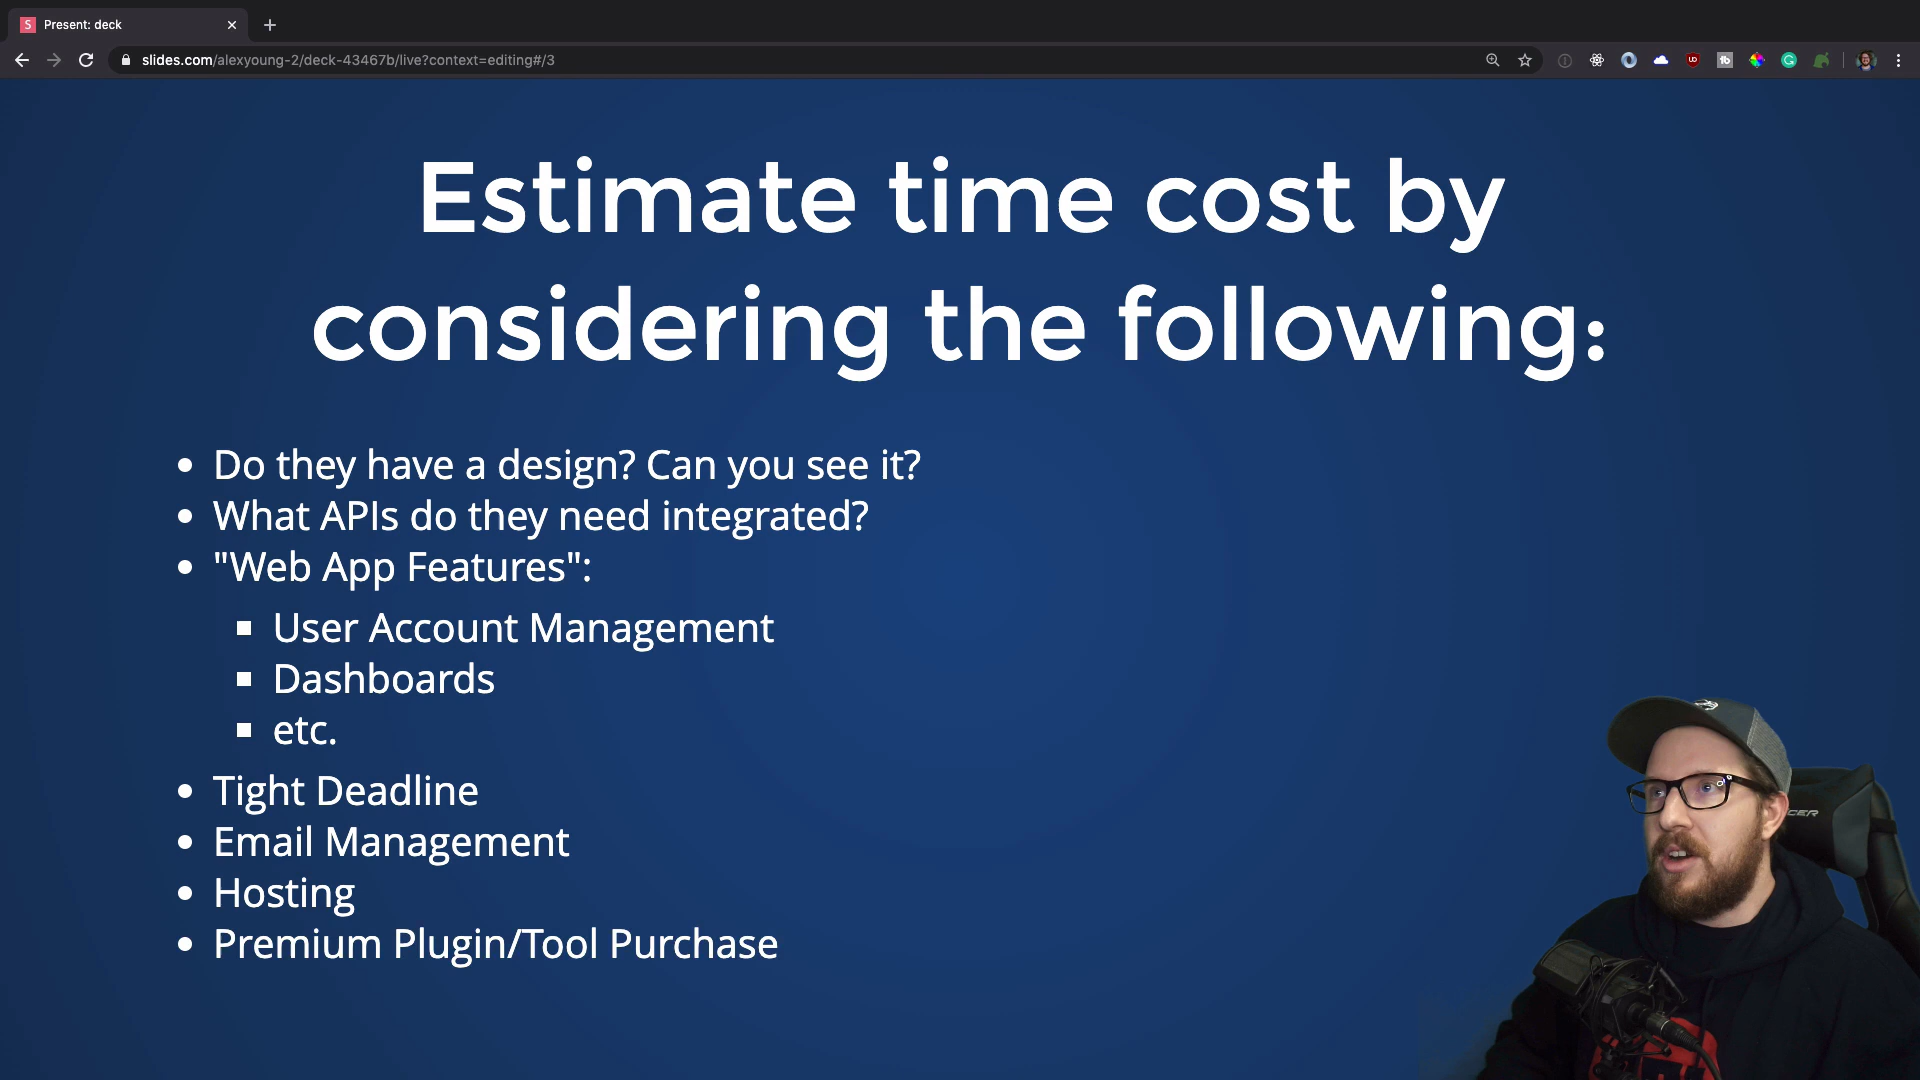 Present: deck
slides.com/alexyoung-2/deck-43467b/live?context=editing#/3
Estimate time cost by
considering the following:
Do they have a design? Can you see it?
What APIs do they need integrated?
"Web App Features":
User Account Management
Dashboards
etc.
Tight Deadline
Email Management
Hosting
Premium Plugin/Tool Purchase